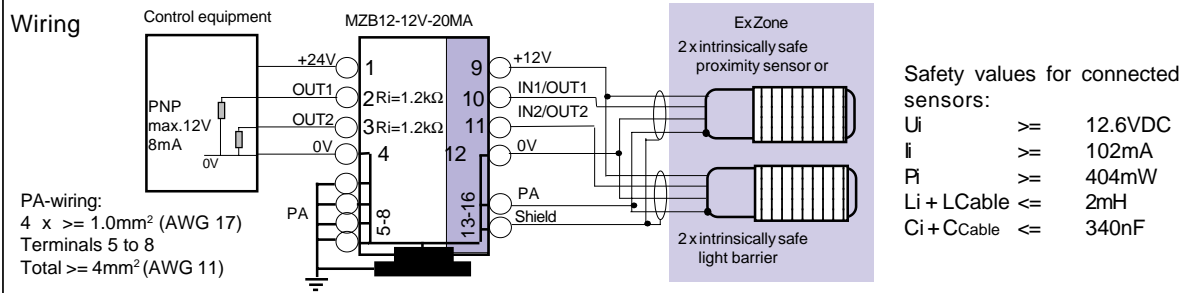 Wiring
Control equipment
PNP
max.12V
8mA
0V
+24V
OUT1
OUT2
0V
PA-wiring:
4 x >= 1.0mm² (AWG 17)
Terminals 5 to 8
Total >= 4mm² (AWG 11)
PA
MZB12-12V-20MA
1
2 Ri=1.2kΩ
3 Ri=1.2kΩ
4
5-8
9
10
11
12
13-16
+12V
IN1/OUT1
IN2/OUT2
0V
PA
Shield
Ex Zone
2 x intrinsically safe
proximity sensor or
2 x intrinsically safe
light barrier
Safety values for connected
sensors:
Ui >= 12.6VDC
Ii >= 102mA
Pi >= 404mW
Li + LCable <= 2mH
Ci + CCable <= 340nF